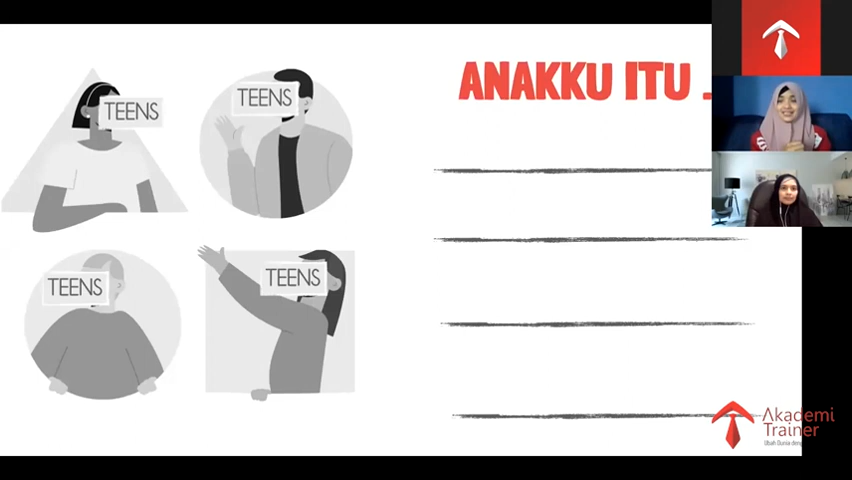 TEENS
TEENS
TEENS
TEENS
ANAKKU ITU
Akademi
Trainer